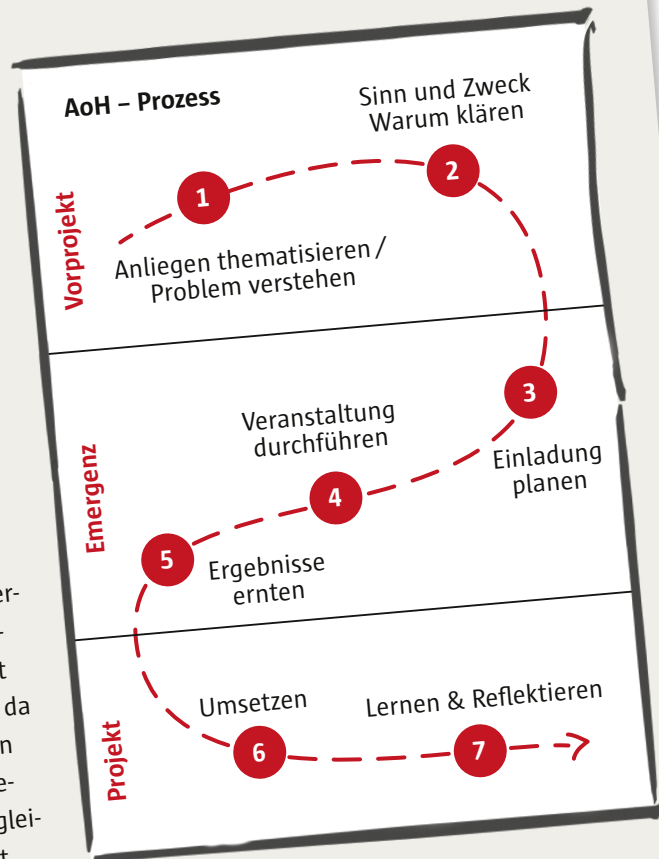 AoH – Prozess
Sinn und Zweck
Warum klären
Vorprojekt
1
2
Anliegen thematisieren /
Problem verstehen
Emergenz
3
Einladung
planen
Veranstaltung
durchführen
4
5
Ergebnisse
ernten
Projekt
Umsetzen
6
Lernen & Reflektieren
7
da